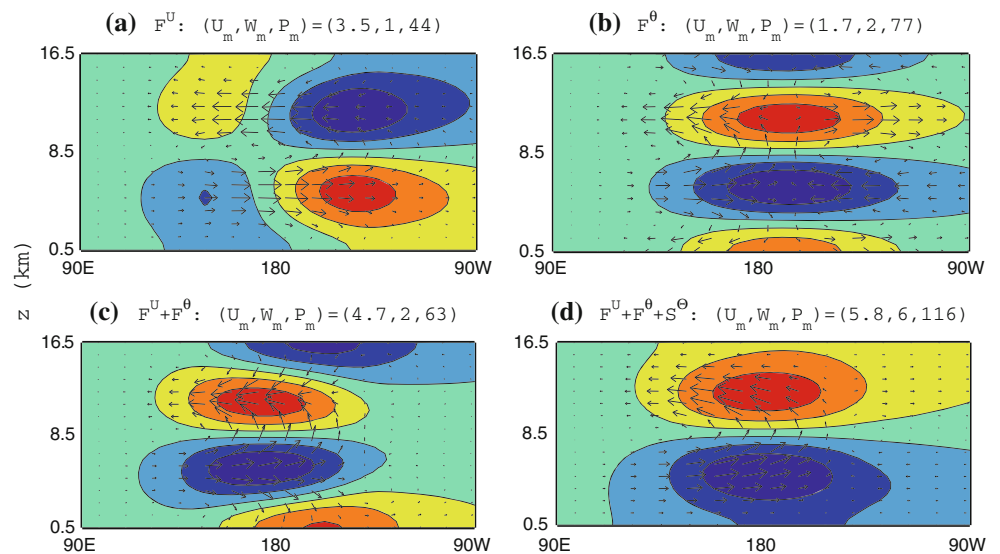 (a) F^U: (U_m,W_m,P_m)=(3.5,1,44)
(b) F^θ: (U_m,W_m,P_m)=(1.7,2,77)
16.5
8.5
0.5
90E 180 90W
16.5
8.5
0.5
90E 180 90W
z (km)
(c) F^U+F^θ: (U_m,W_m,P_m)=(4.7,2,63)
(d) F^U+F^θ+S^Θ: (U_m,W_m,P_m)=(5.8,6,116)
16.5
8.5
0.5
90E 180 90W
16.5
8.5
0.5
90E 180 90W